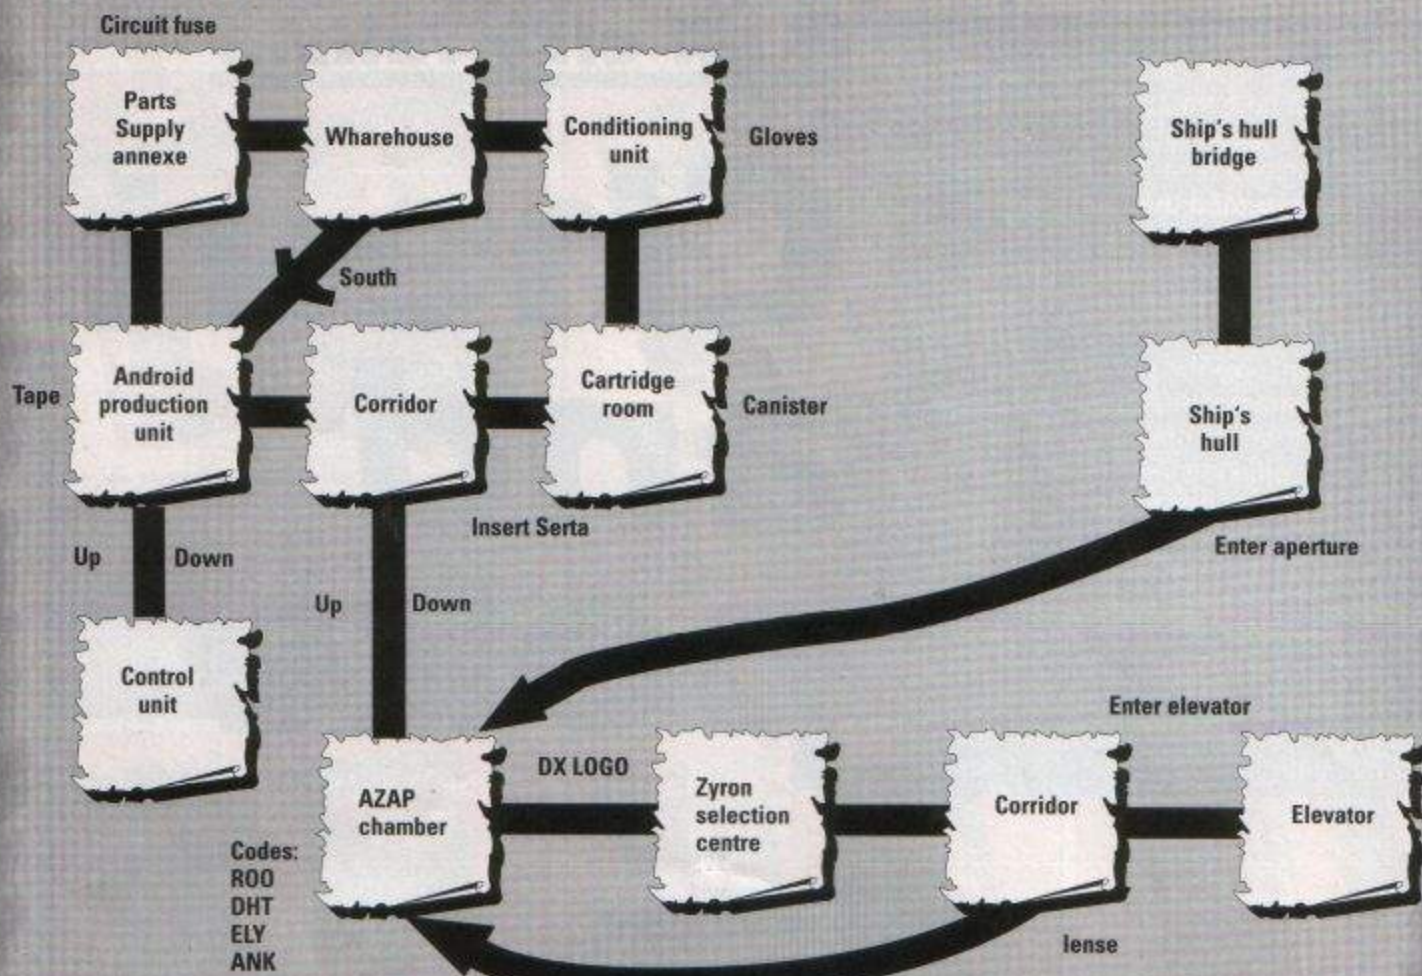 Circuit fuse
Parts
Supply
annexe
Wharehouse
Conditioning
unit
Gloves
Ship's hull
bridge
South
Tape
Android
production
unit
Corridor
Cartridge
room
Canister
Ship's
hull
Insert Serta
Enter aperture
Up
Down
Up
Down
Control
unit
Enter elevator
DX LOGO
AZAP
chamber
Zyron
selection
centre
Corridor
Elevator
Codes:
ROO
DHT
ELY
ANK
lense